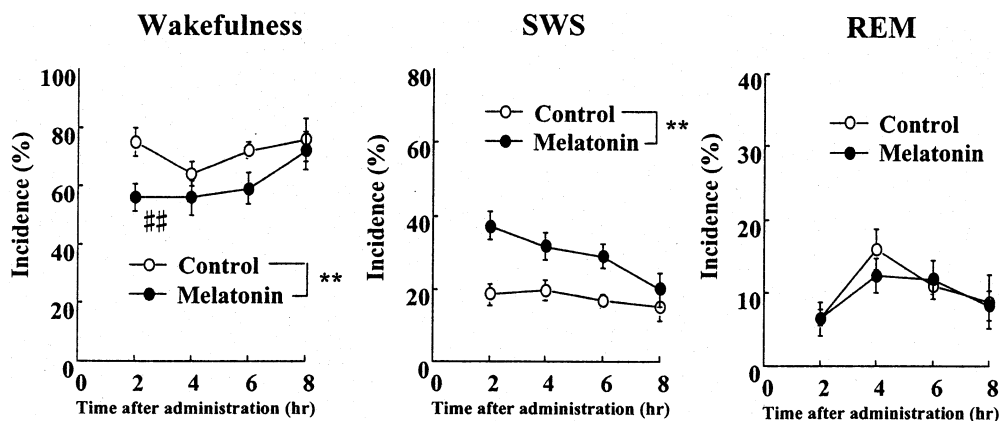 Wakefulness
Incidence (%)
100
80
60
40
20
0
##
Control
Melatonin
**
0 2 4 6 8
Time after administration (hr)
SWS
Incidence (%)
80
60
40
20
0
Control
Melatonin
**
0 2 4 6 8
Time after administration (hr)
REM
Incidence (%)
40
30
20
10
0
Control
Melatonin
0 2 4 6 8
Time after administration (hr)